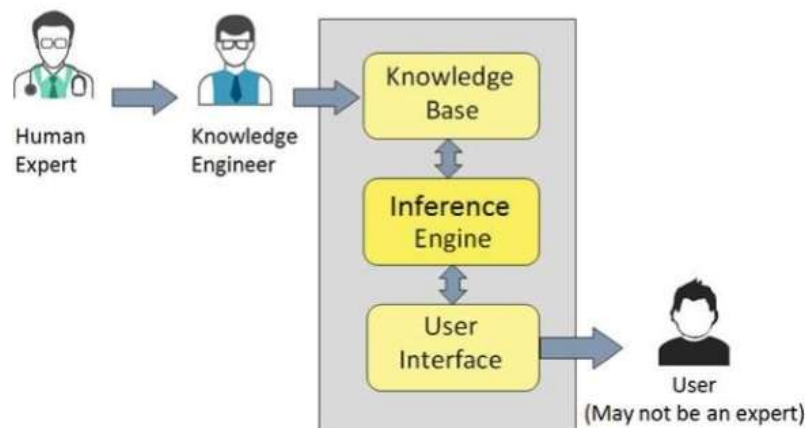 Human
Expert
Knowledge
Engineer
Knowledge
Base
Inference
Engine
User
Interface
User
(May not be an expert)